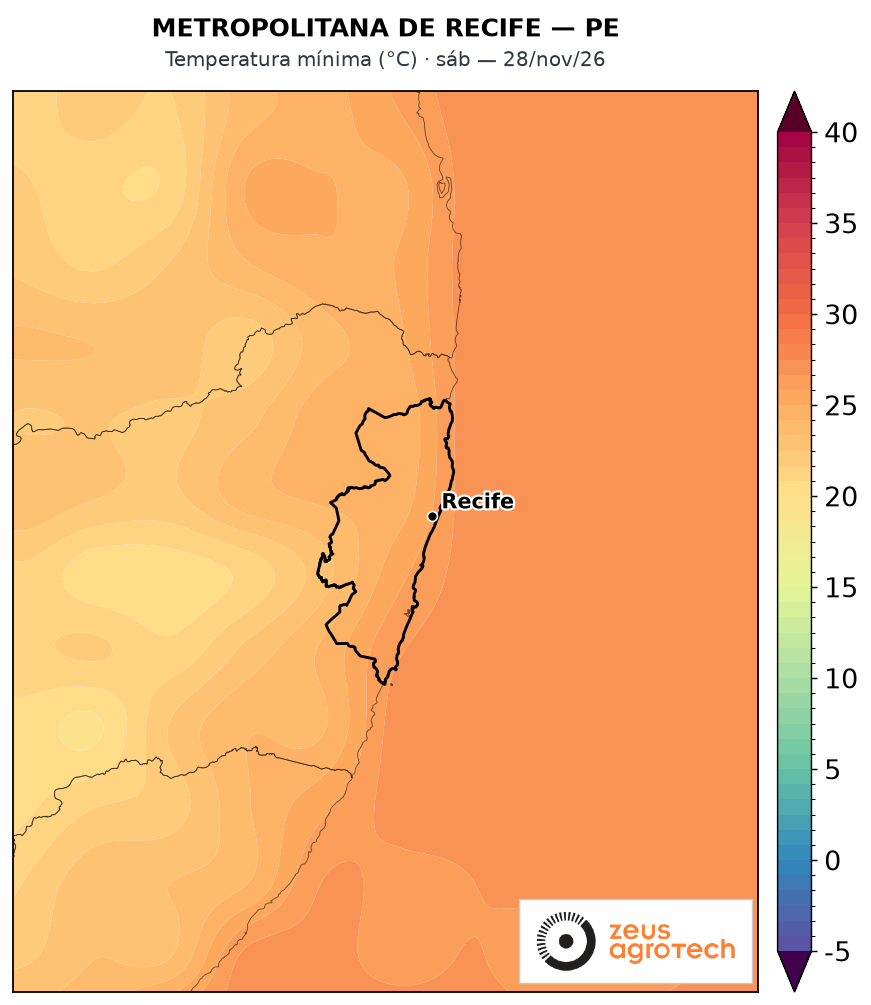 METROPOLITANA DE RECIFE — PE
Temperatura mínima (°C) · sáb — 28/nov/26
40
35
30
25
20
15
10
5
0
-5
Recife
zeus
agrotech